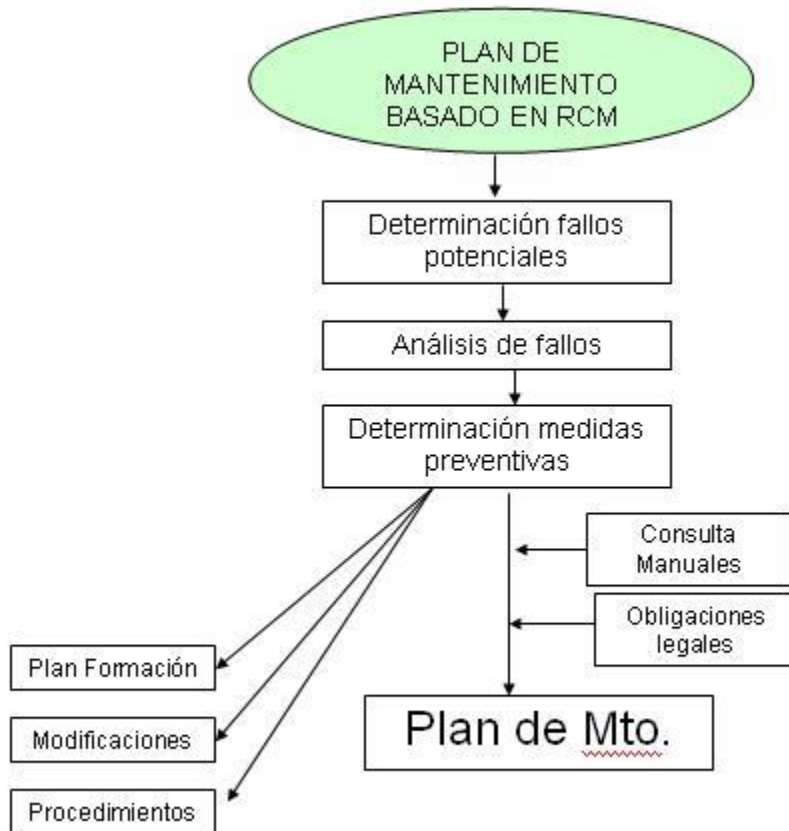 PLAN DE
MANTENIMIENTO
BASADO EN RCM
Determinación fallos
potenciales
Análisis de fallos
Determinación medidas
preventivas
Consulta
Manuales
Obligaciones
legales
Plan Formación
Modificaciones
Procedimientos
Plan de Mto.